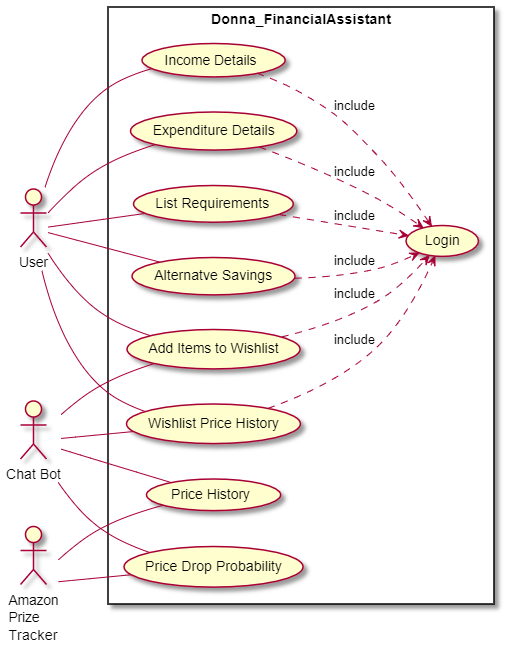 Donna_FinancialAssistant
Income Details
include
Expenditure Details
include
List Requirements
include
Login
User
Alternatve Savings
include
include
Add Items to Wishlist
include
Wishlist Price History
Chat Bot
Price History
Price Drop Probability
Amazon
Prize
Tracker